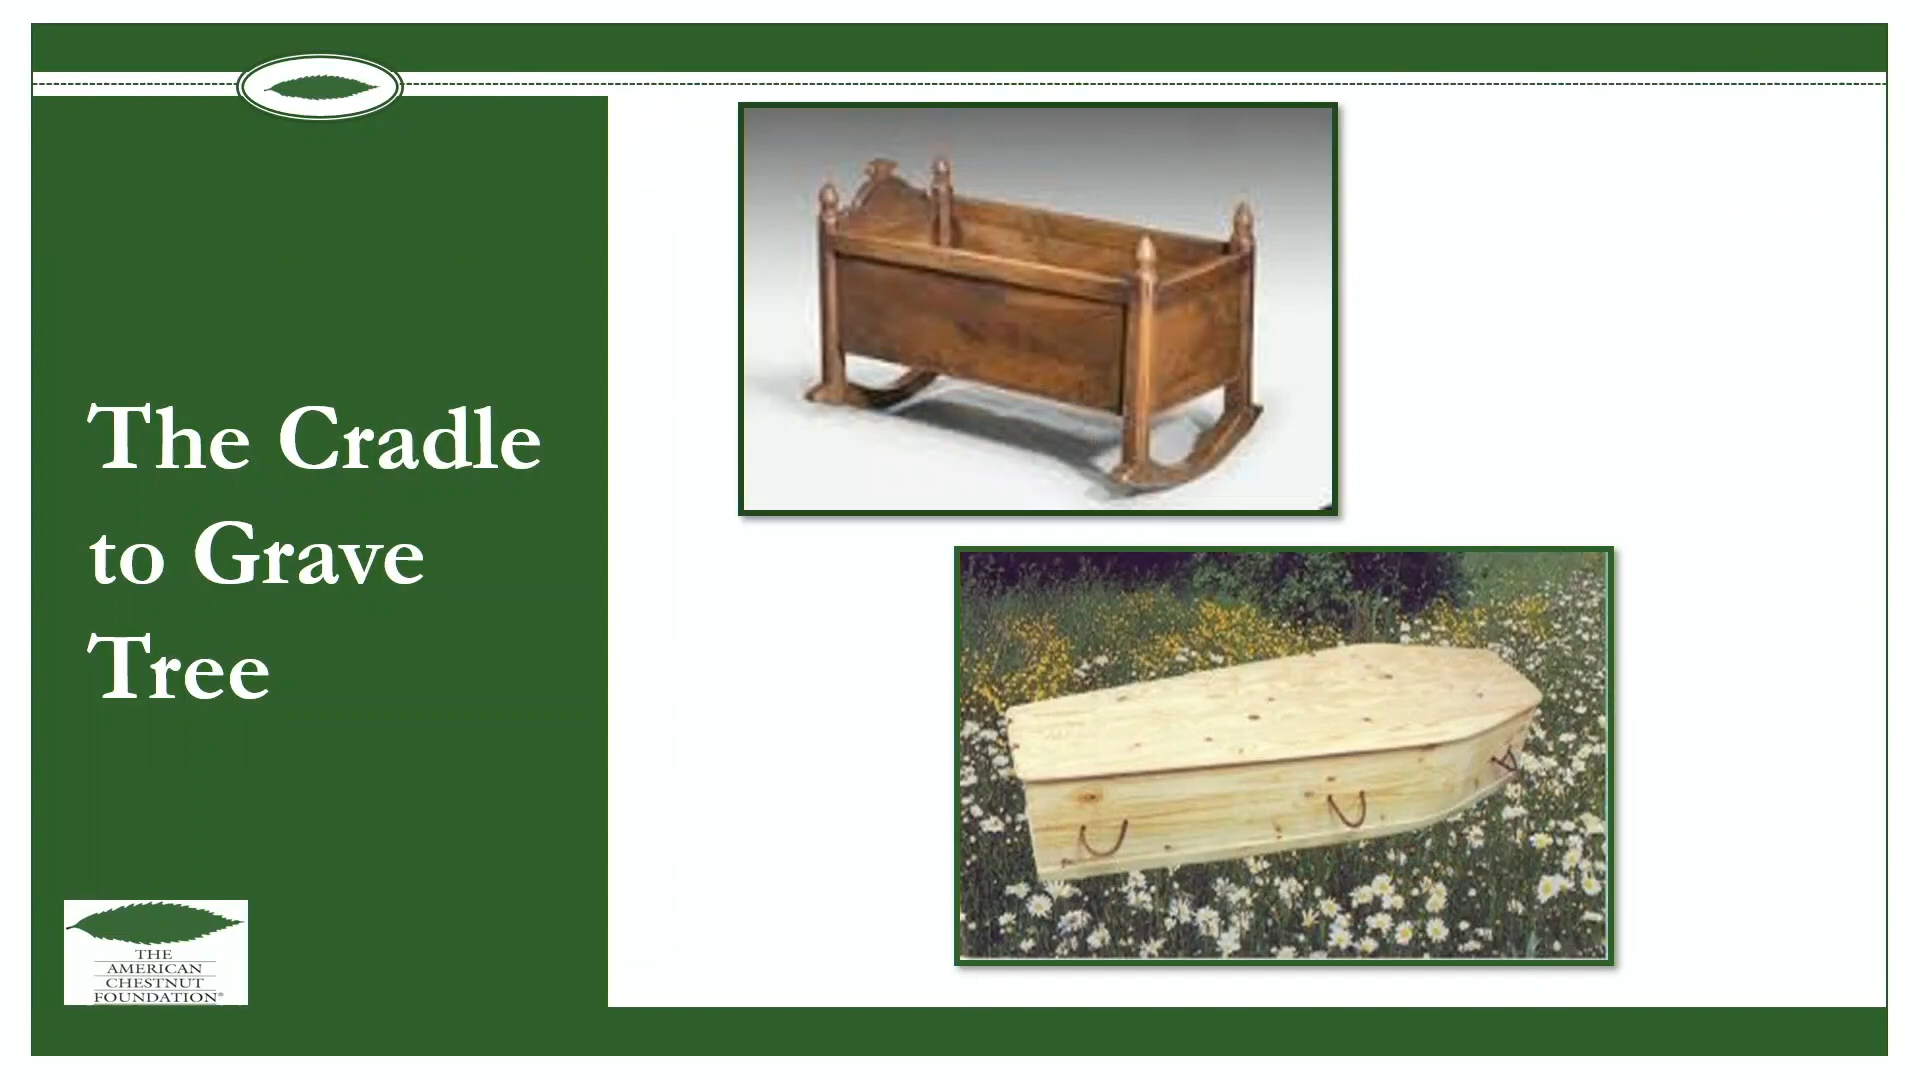 The Cradle
to Grave
Tree
THE
AMERICAN
CHESTNUT
FOUNDATION®